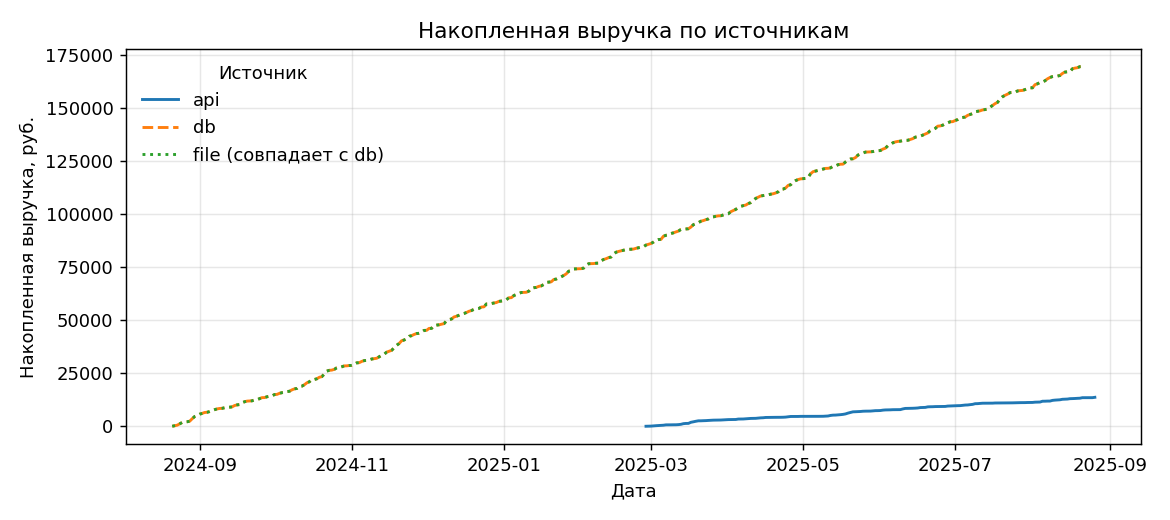 Накопленная выручка по источникам
Накопленная выручка, руб.
175000
150000
125000
100000
75000
50000
25000
0
Источник
api
db
file (совпадает с db)
2024-09
2024-11
2025-01
2025-03
2025-05
2025-07
2025-09
Дата